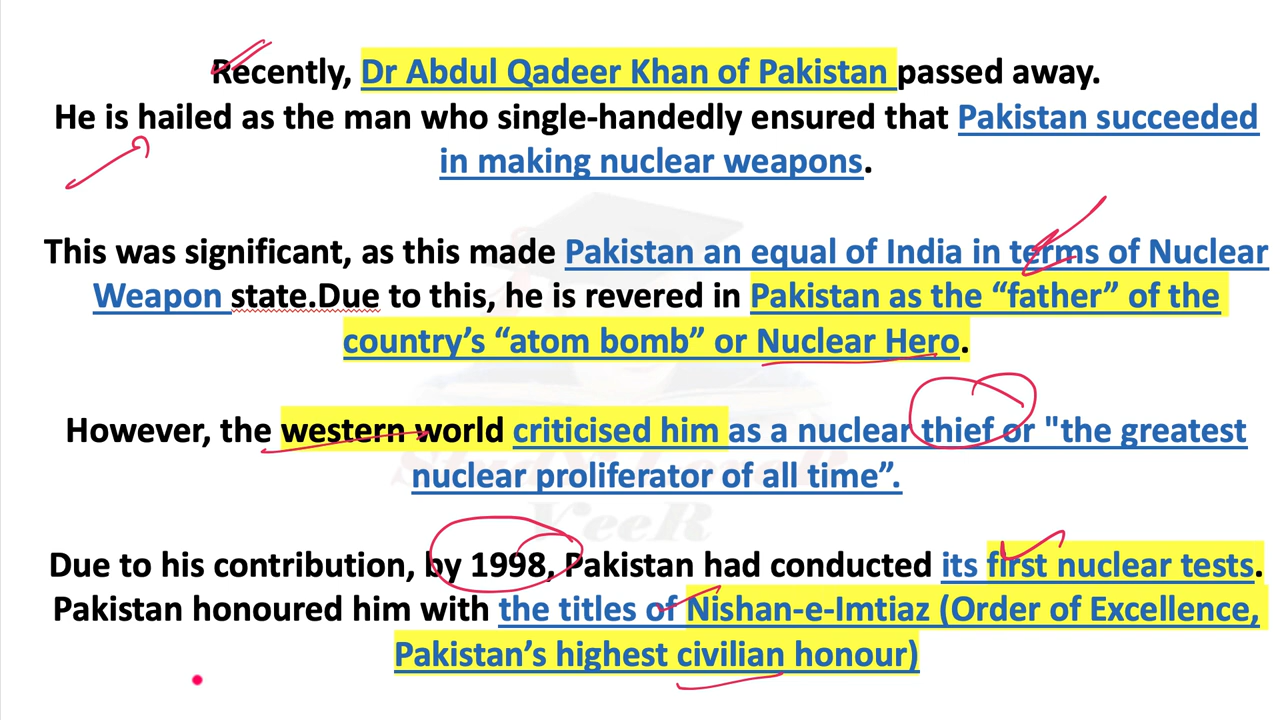 Recently, Dr Abdul Qadeer Khan of Pakistan passed away.
He is hailed as the man who single-handedly ensured that Pakistan succeeded
in making nuclear weapons.
This was significant, as this made Pakistan an equal of India in terms of Nuclear
Weapon state.Due to this, he is revered in Pakistan as the “father” of the
country’s “atom bomb” or Nuclear Hero.
However, the western world criticised him as a nuclear thief or "the greatest
nuclear proliferator of all time”.
Due to his contribution, by 1998, Pakistan had conducted its first nuclear tests.
Pakistan honoured him with the titles of Nishan-e-Imtiaz (Order of Excellence,
Pakistan’s highest civilian honour)